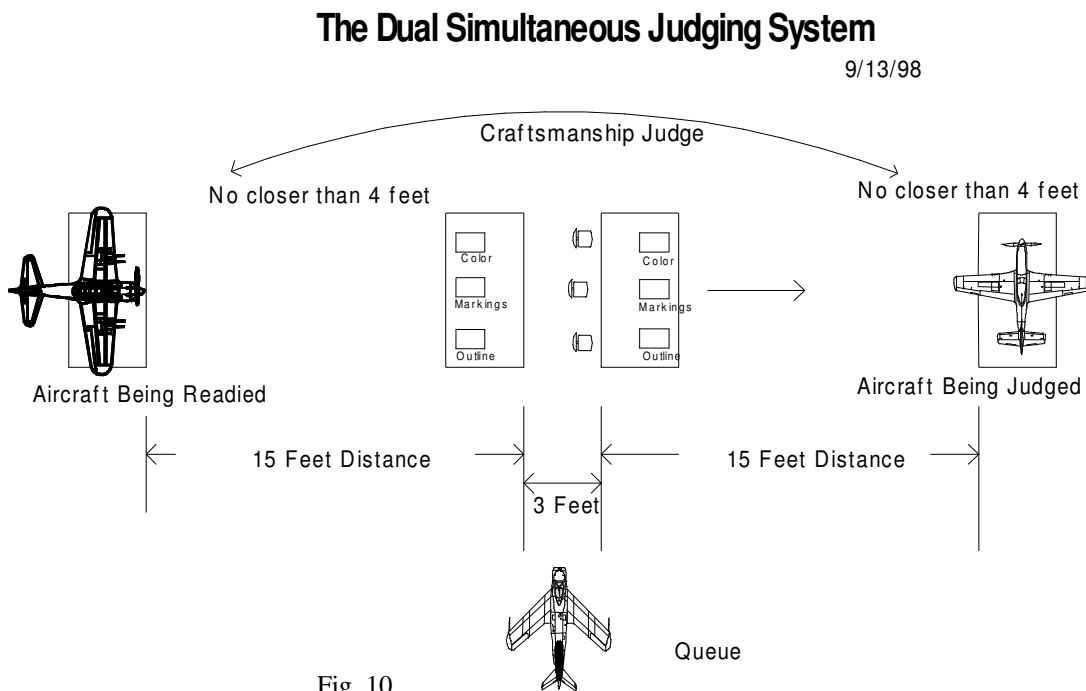 The Dual Simultaneous Judging System
9/13/98
Craftsmanship Judge
No closer than 4 feet
No closer than 4 feet
Color
Color
Markings
Markings
Outline
Outline
Aircraft Being Readied
Aircraft Being Judged
15 Feet Distance
15 Feet Distance
3 Feet
Queue
Fig. 10